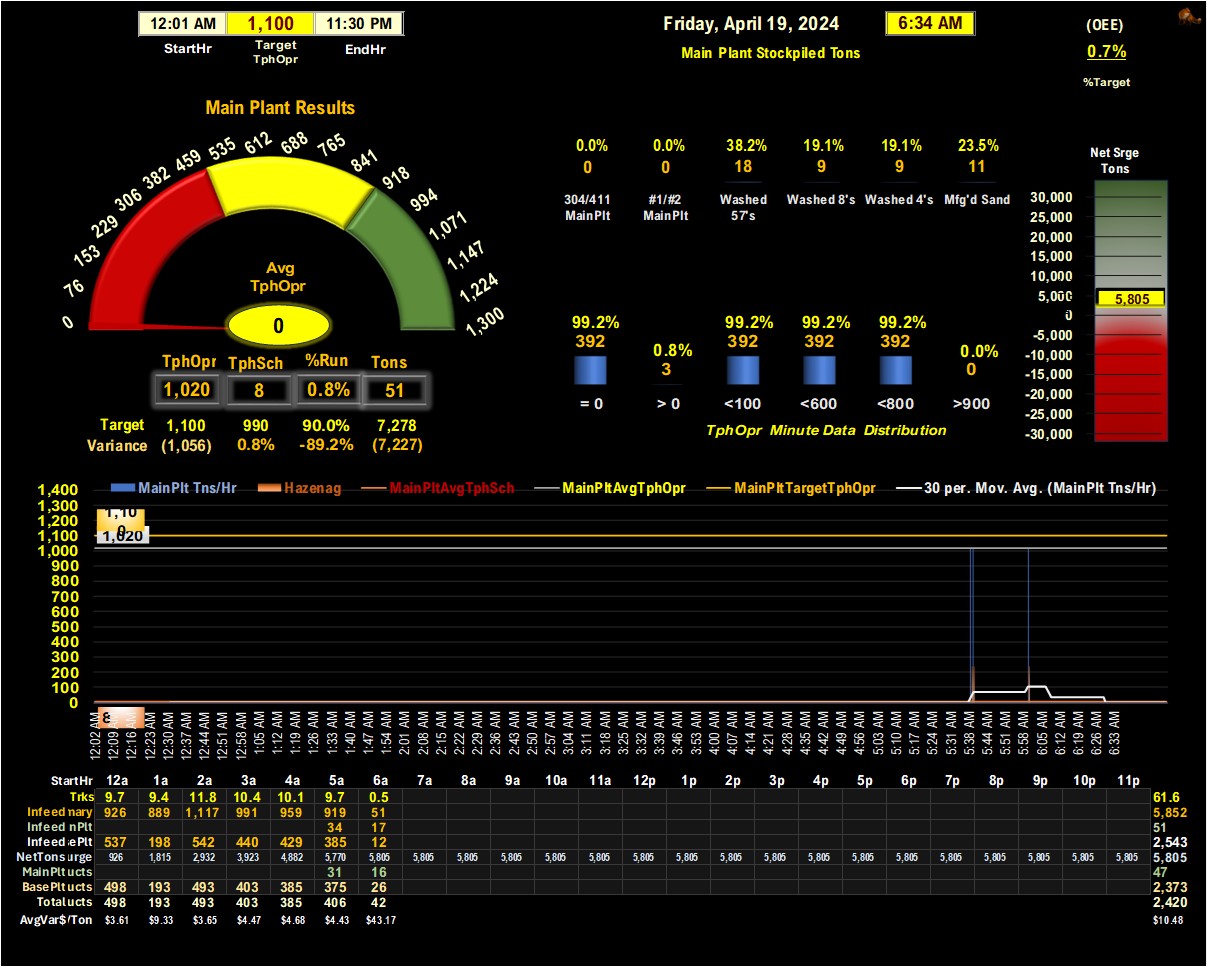 12:01 AM 1,100 11:30 PM
StartHr Target TphOpr EndHr
Friday, April 19, 2024 6:34 AM
Main Plant Stockpiled Tons
(OEE)
0.7%
%Target
Main Plant Results
0 76 153 229 306 382 459 535 612 688 765 841 918 994 1,071 1,147 1,224 1,300
Avg
TphOpr
0
TphOpr TphSch %Run Tons
1,020 8 0.8% 51
Target 1,100 990 90.0% 7,278
Variance (1,056) 0.8% -89.2% (7,227)
0.0% 0.0% 38.2% 19.1% 19.1% 23.5%
0 0 18 9 9 11
304/411 #1/#2 Washed Washed 8's Washed 4's Mfg'd Sand
MainPlt MainPlt 57's
99.2% 0.8% 99.2% 99.2% 99.2% 0.0%
392 3 392 392 392 0
= 0 > 0 <100 <600 <800 >900
TphOpr Minute Data Distribution
Net Srge
Tons
30,000
25,000
20,000
15,000
10,000
5,000
5,805
0
-5,000
-10,000
-15,000
-20,000
-25,000
-30,000
MainPlt Tns/Hr Hazenag MainPltAvgTphSch MainPltAvgTphOpr MainPltTargetTphOpr 30 per. Mov. Avg. (MainPlt Tns/Hr)
1,400
1,300
1,200
1,100
1,000
900
800
700
600
500
400
300
200
100
0
1,10
0
1,020
8
12:02 AM 12:09 AM 12:16 AM 12:23 AM 12:30 AM 12:37 AM 12:44 AM 12:51 AM 12:58 AM 1:05 AM 1:12 AM 1:19 AM 1:26 AM 1:33 AM 1:40 AM 1:47 AM 1:54 AM 2:01 AM 2:08 AM 2:15 AM 2:22 AM 2:29 AM 2:36 AM 2:43 AM 2:50 AM 2:57 AM 3:04 AM 3:11 AM 3:18 AM 3:25 AM 3:32 AM 3:39 AM 3:46 AM 3:53 AM 4:00 AM 4:07 AM 4:14 AM 4:21 AM 4:28 AM 4:35 AM 4:42 AM 4:49 AM 4:56 AM 5:03 AM 5:10 AM 5:17 AM 5:24 AM 5:31 AM 5:38 AM 5:44 AM 5:51 AM 5:58 AM 6:05 AM 6:12 AM 6:19 AM 6:26 AM 6:33 AM
StartHr 12a 1a 2a 3a 4a 5a 6a 7a 8a 9a 10a 11a 12p 1p 2p 3p 4p 5p 6p 7p 8p 9p 10p 11p
Trks 9.7 9.4 11.8 10.4 10.1 9.7 0.5 61.6
Infeed mary 926 889 1,117 991 959 919 51 5,852
Infeed nPlt 34 17 51
Infeed ePlt 537 198 542 440 429 385 12 2,543
NetTons urge 926 1,815 2,932 3,923 4,882 5,770 5,805 5,805 5,805 5,805 5,805 5,805 5,805 5,805 5,805 5,805 5,805 5,805 5,805 5,805 5,805 5,805 5,805 5,805 5,805
MainPlt ucts 31 16 47
BasePlt ucts 498 193 493 403 385 375 26 2,373
Total ucts 498 193 493 403 385 406 42 2,420
AvgVar$/Ton $3.61 $9.33 $3.65 $4.47 $4.68 $4.43 $43.17 $10.48